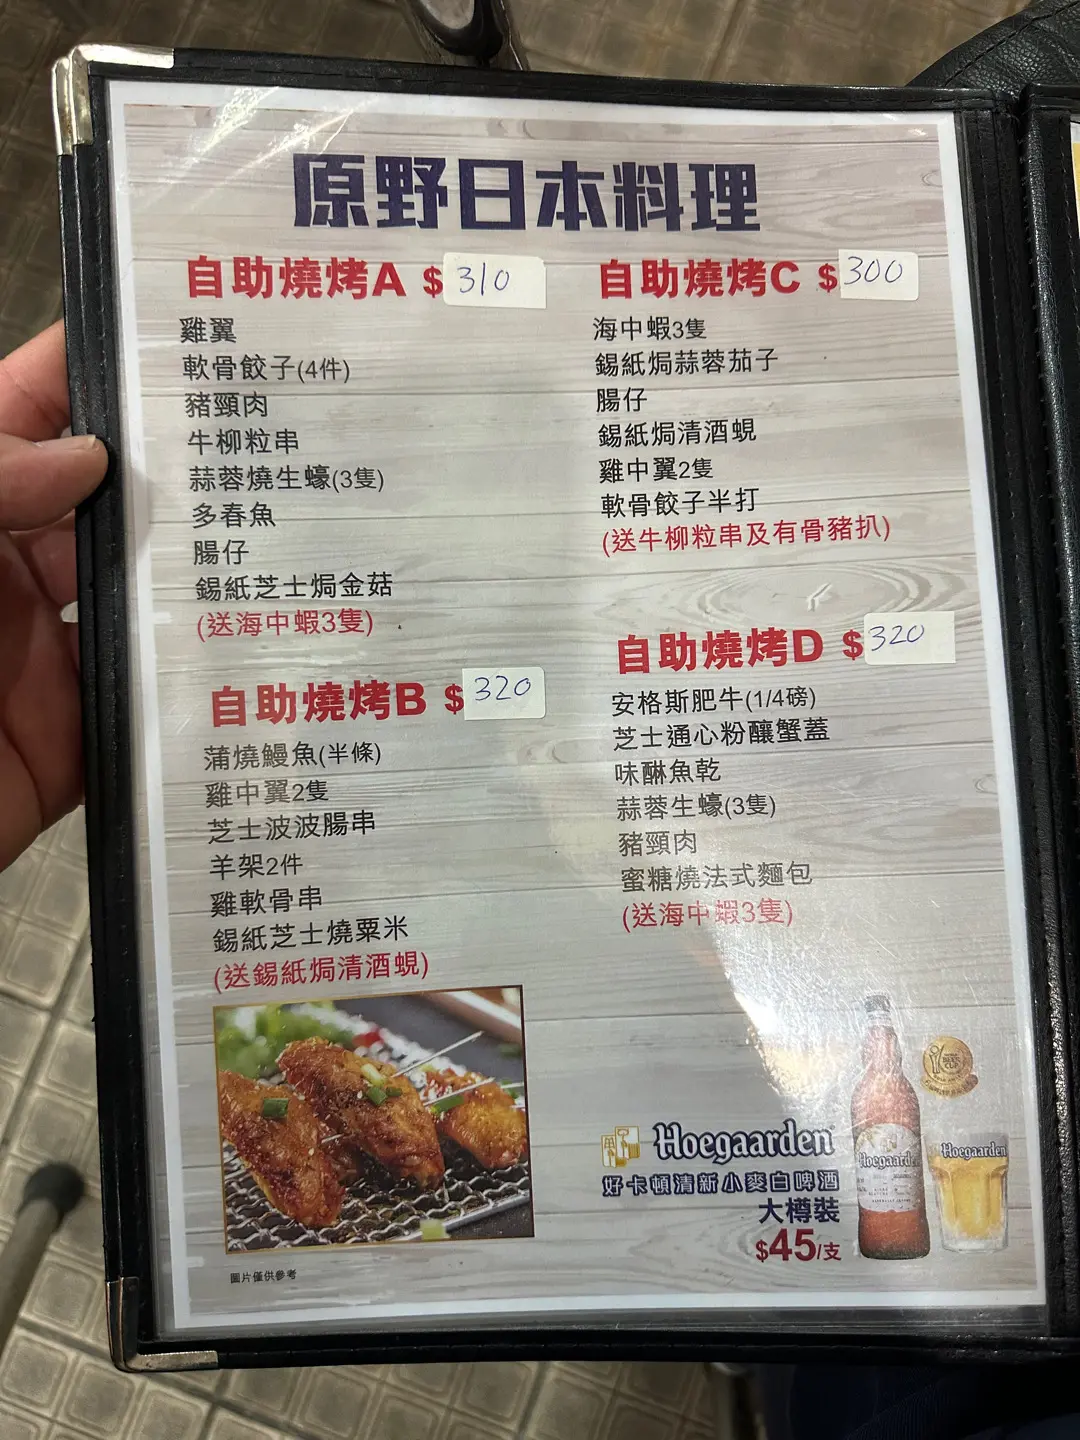 原野日本料理
自助燒烤A $310
雞翼
軟骨餃子(4件)
豬頸肉
牛柳粒串
蒜蓉燒生蠔(3隻)
多春魚
腸仔
錫紙芝士焗金菇
(送海中蝦3隻)
自助燒烤B $320
蒲燒鰻魚(半條)
雞中翼2隻
芝士波波腸串
羊架2件
雞軟骨串
錫紙芝士燒粟米
(送錫紙焗清酒蜆)
圖片僅供參考
自助燒烤C $300
海中蝦3隻
錫紙焗蒜蓉茄子
腸仔
錫紙焗清酒蜆
雞中翼2隻
軟骨餃子半打
(送牛柳粒串及有骨豬扒)
自助燒烤D $320
安格斯肥牛(1/4磅)
芝士通心粉釀蟹蓋
味醂魚乾
蒜蓉生蠔(3隻)
豬頸肉
蜜糖燒法式麵包
(送海中蝦3隻)
Hoegaarden
好卡頓清新小麥白啤酒
大樽裝
$45/支
Hoegaarden
Hoegaarden